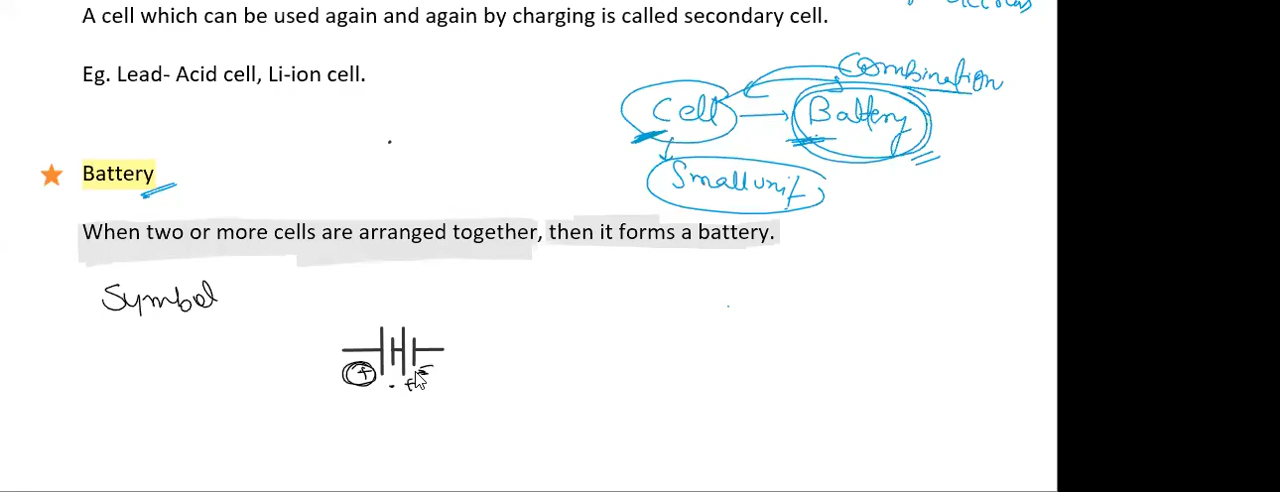 A cell which can be used again and again by charging is called secondary cell.
Eg. Lead- Acid cell, Li-ion cell.
Combination
Cell → Battery
Small unit
Battery
When two or more cells are arranged together, then it forms a battery.
Symbol
+ - + -